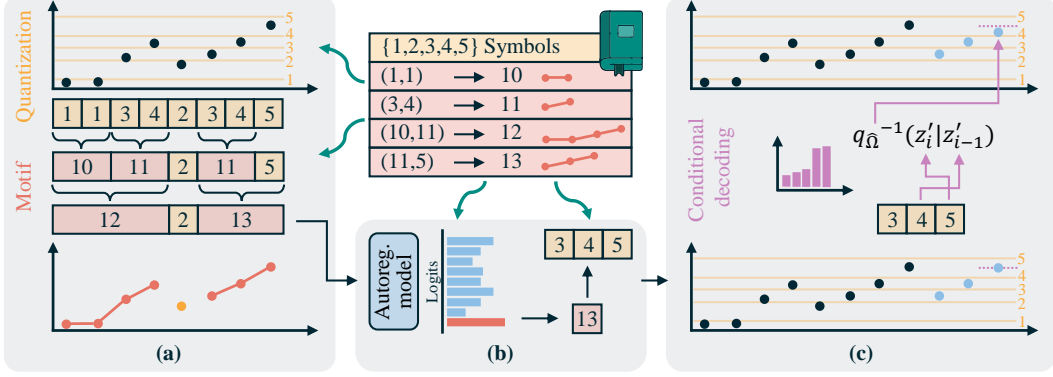 Quantization
5
4
3
2
1
1 1 3 4 2 3 4 5
10 11 2 11 5
Motif
12 2 13
(a)
{1,2,3,4,5} Symbols
(1,1) → 10
(3,4) → 11
(10,11) → 12
(11,5) → 13
Autoreg.
model
Logits
3 4 5
13
(b)
5
4
3
2
1
Conditional
decoding
q_Ω̂⁻¹(z′_i|z′_{i−1})
3 4 5
5
4
3
2
1
(c)